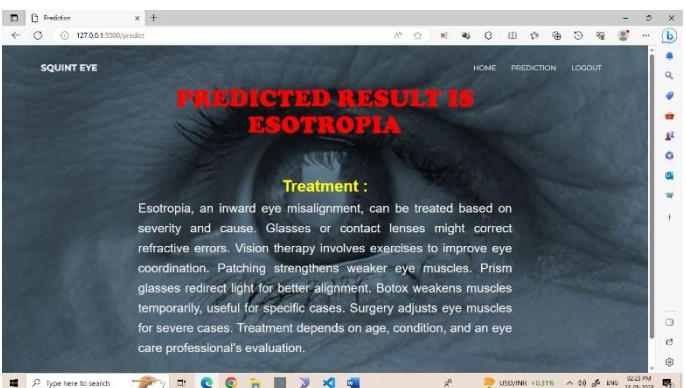 Prediction
127.0.0.1:5000/predict
SQUINT EYE
HOME PREDICTION LOGOUT
PREDICTED RESULT IS
ESOTROPIA
Treatment :
Esotropia, an inward eye misalignment, can be treated based on
severity and cause. Glasses or contact lenses might correct
refractive errors. Vision therapy involves exercises to improve eye
coordination. Patching strengthens weaker eye muscles. Prism
glasses redirect light for better alignment. Botox weakens muscles
temporarily, useful for specific cases. Surgery adjusts eye muscles
for severe cases. Treatment depends on age, condition, and an eye
care professional's evaluation.
Type here to search
USD/INR +0.31%
ENG
02:23 PM